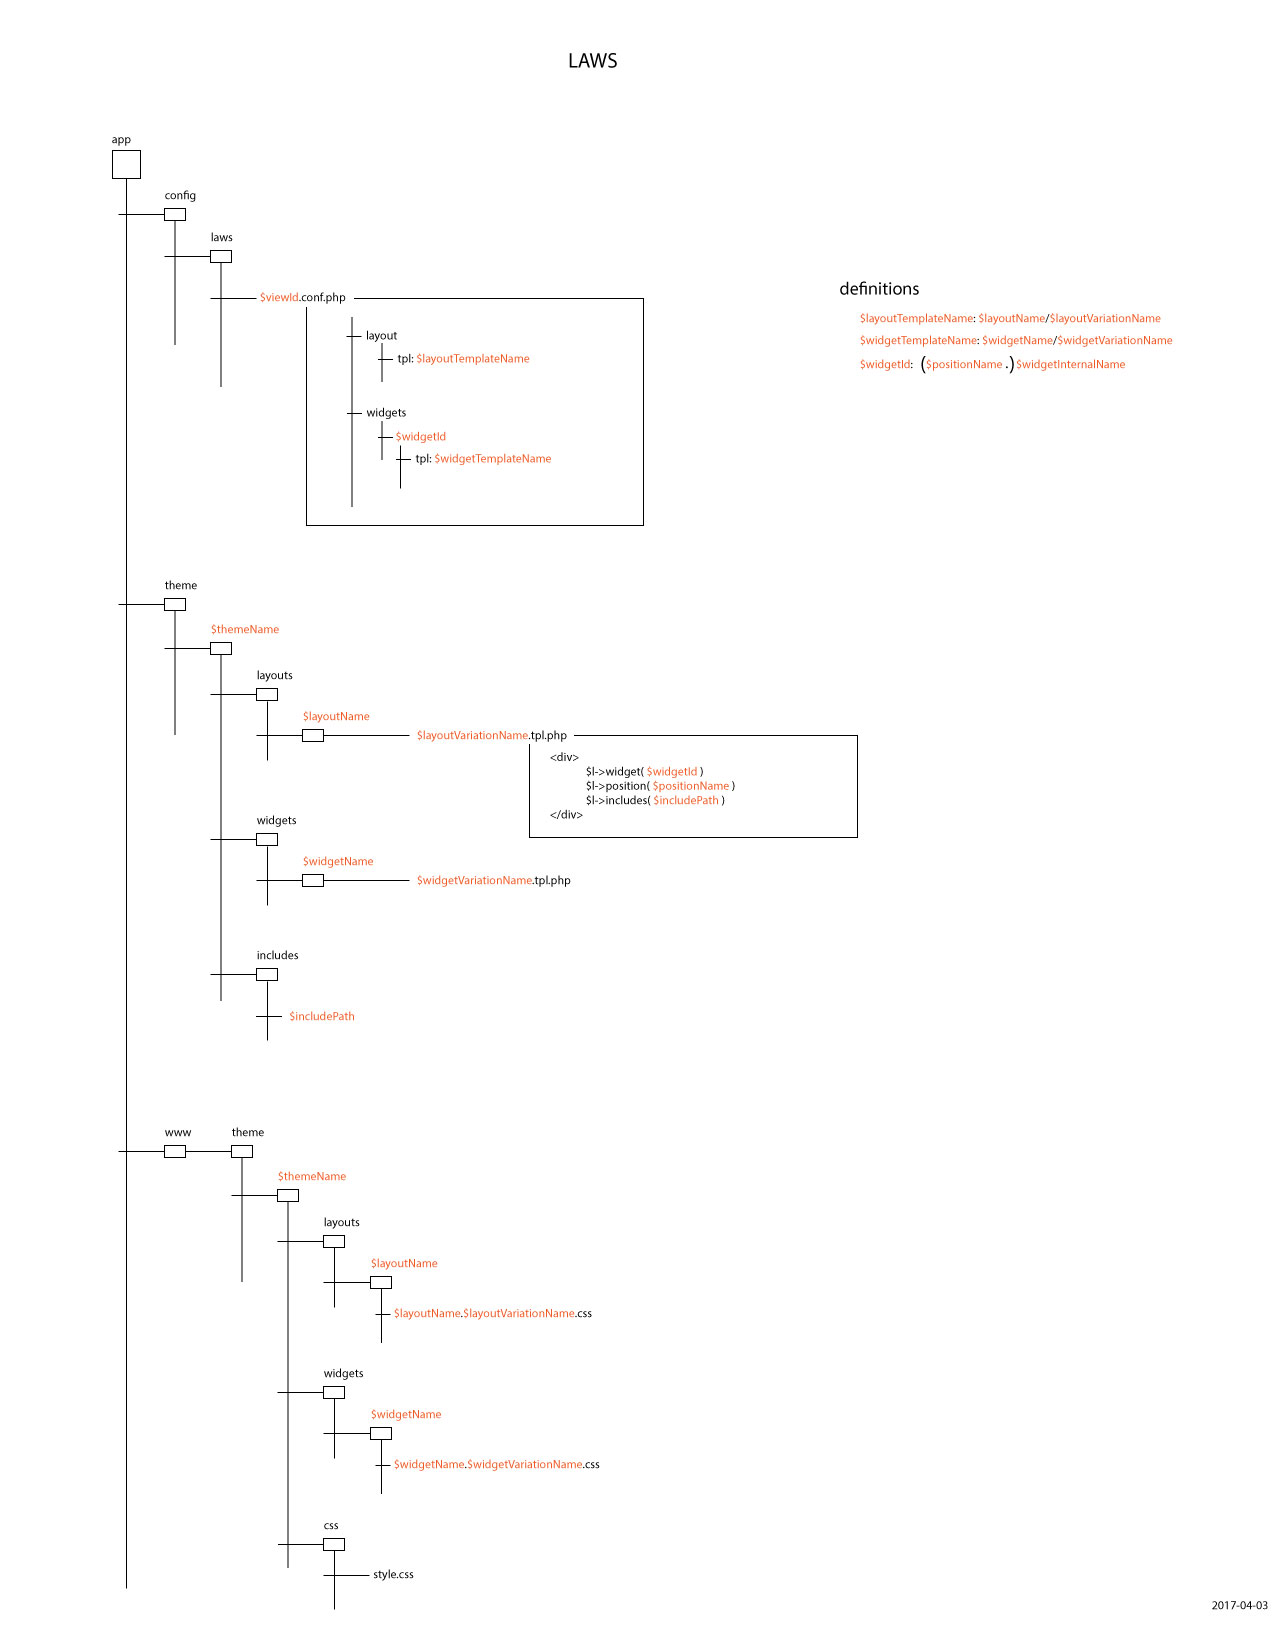 LAWS
app
config
laws
$viewId.conf.php
layout
tpl: $layoutTemplateName
widgets
$widgetId
tpl: $widgetTemplateName
definitions
$layoutTemplateName: $layoutName/$layoutVariationName
$widgetTemplateName: $widgetName/$widgetVariationName
$widgetId: ($positionName .) $widgetInternalName
theme
$themeName
layouts
$layoutName
$layoutVariationName.tpl.php
<div>
$l->widget( $widgetId )
$l->position( $positionName )
$l->includes( $includePath )
</div>
widgets
$widgetName
$widgetVariationName.tpl.php
includes
$includePath
www
theme
$themeName
layouts
$layoutName
$layoutName.$layoutVariationName.css
widgets
$widgetName
$widgetName.$widgetVariationName.css
css
style.css
2017-04-03